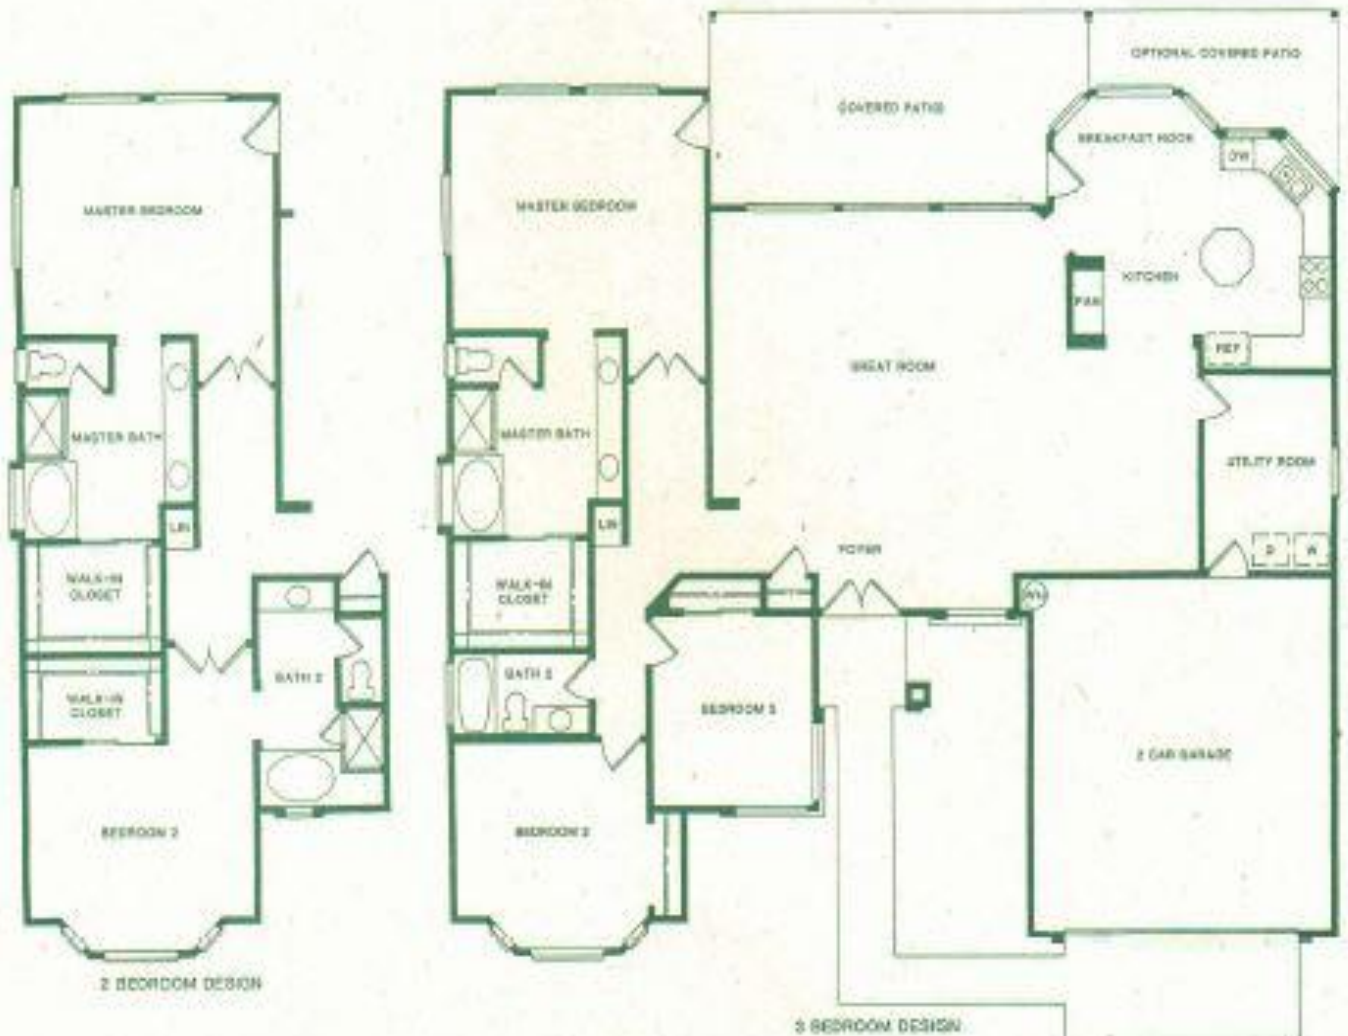 MASTER BEDROOM
MASTER BATH
LIN
WALK-IN
CLOSET
WALK-IN
CLOSET
BATH 2
BEDROOM 2
2 BEDROOM DESIGN
MASTER BEDROOM
MASTER BATH
LIN
WALK-IN
CLOSET
BATH 2
BEDROOM 2
BEDROOM 3
COVERED PATIO
OPTIONAL COVERED PATIO
BREAKFAST NOOK
DW
KITCHEN
PAN
REF
GREAT ROOM
UTILITY ROOM
D
W
FOYER
WH
2 CAR GARAGE
3 BEDROOM DESIGN